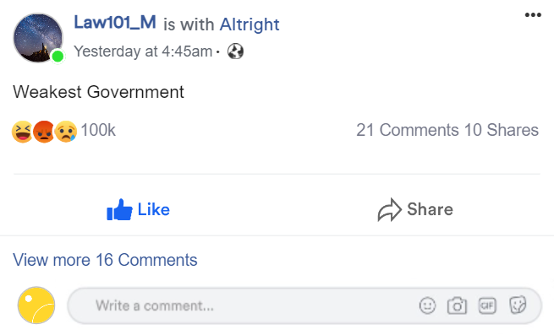 Law101_M is with Altright
Yesterday at 4:45am ·
Weakest Government
100k 21 Comments 10 Shares
Like Share
View more 16 Comments
Write a comment... GIF